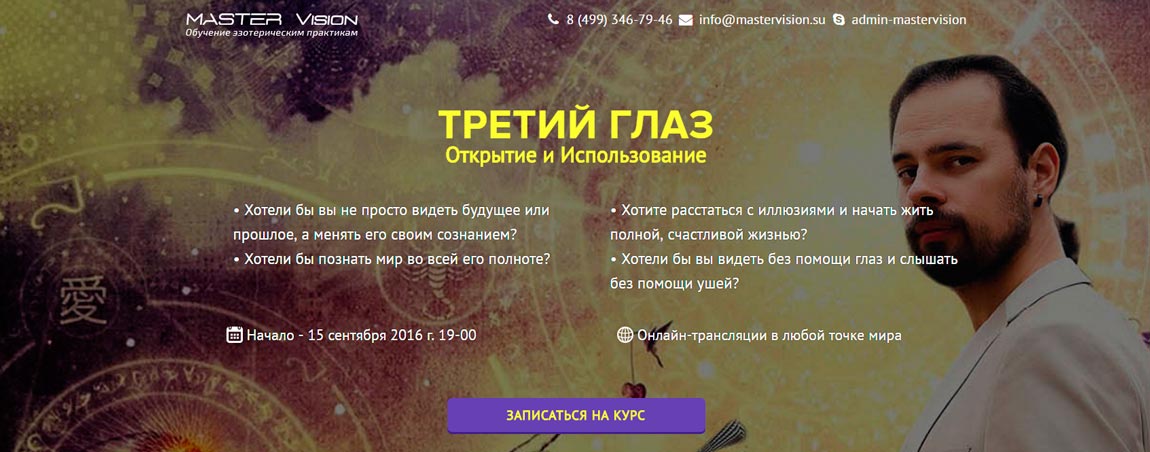 MASTER VISION
Обучение эзотерическим практикам
8 (499) 346-79-46 info@mastervision.su admin-mastervision
ТРЕТИЙ ГЛАЗ
Открытие и Использование
• Хотели бы вы не просто видеть будущее или
прошлое, а менять его своим сознанием?
• Хотели бы познать мир во всей его полноте?
• Хотите расстаться с иллюзиями и начать жить
полной, счастливой жизнью?
• Хотели бы вы видеть без помощи глаз и слышать
без помощи ушей?
愛
Начало - 15 сентября 2016 г. 19-00
Онлайн-трансляции в любой точке мира
ЗАПИСАТЬСЯ НА КУРС